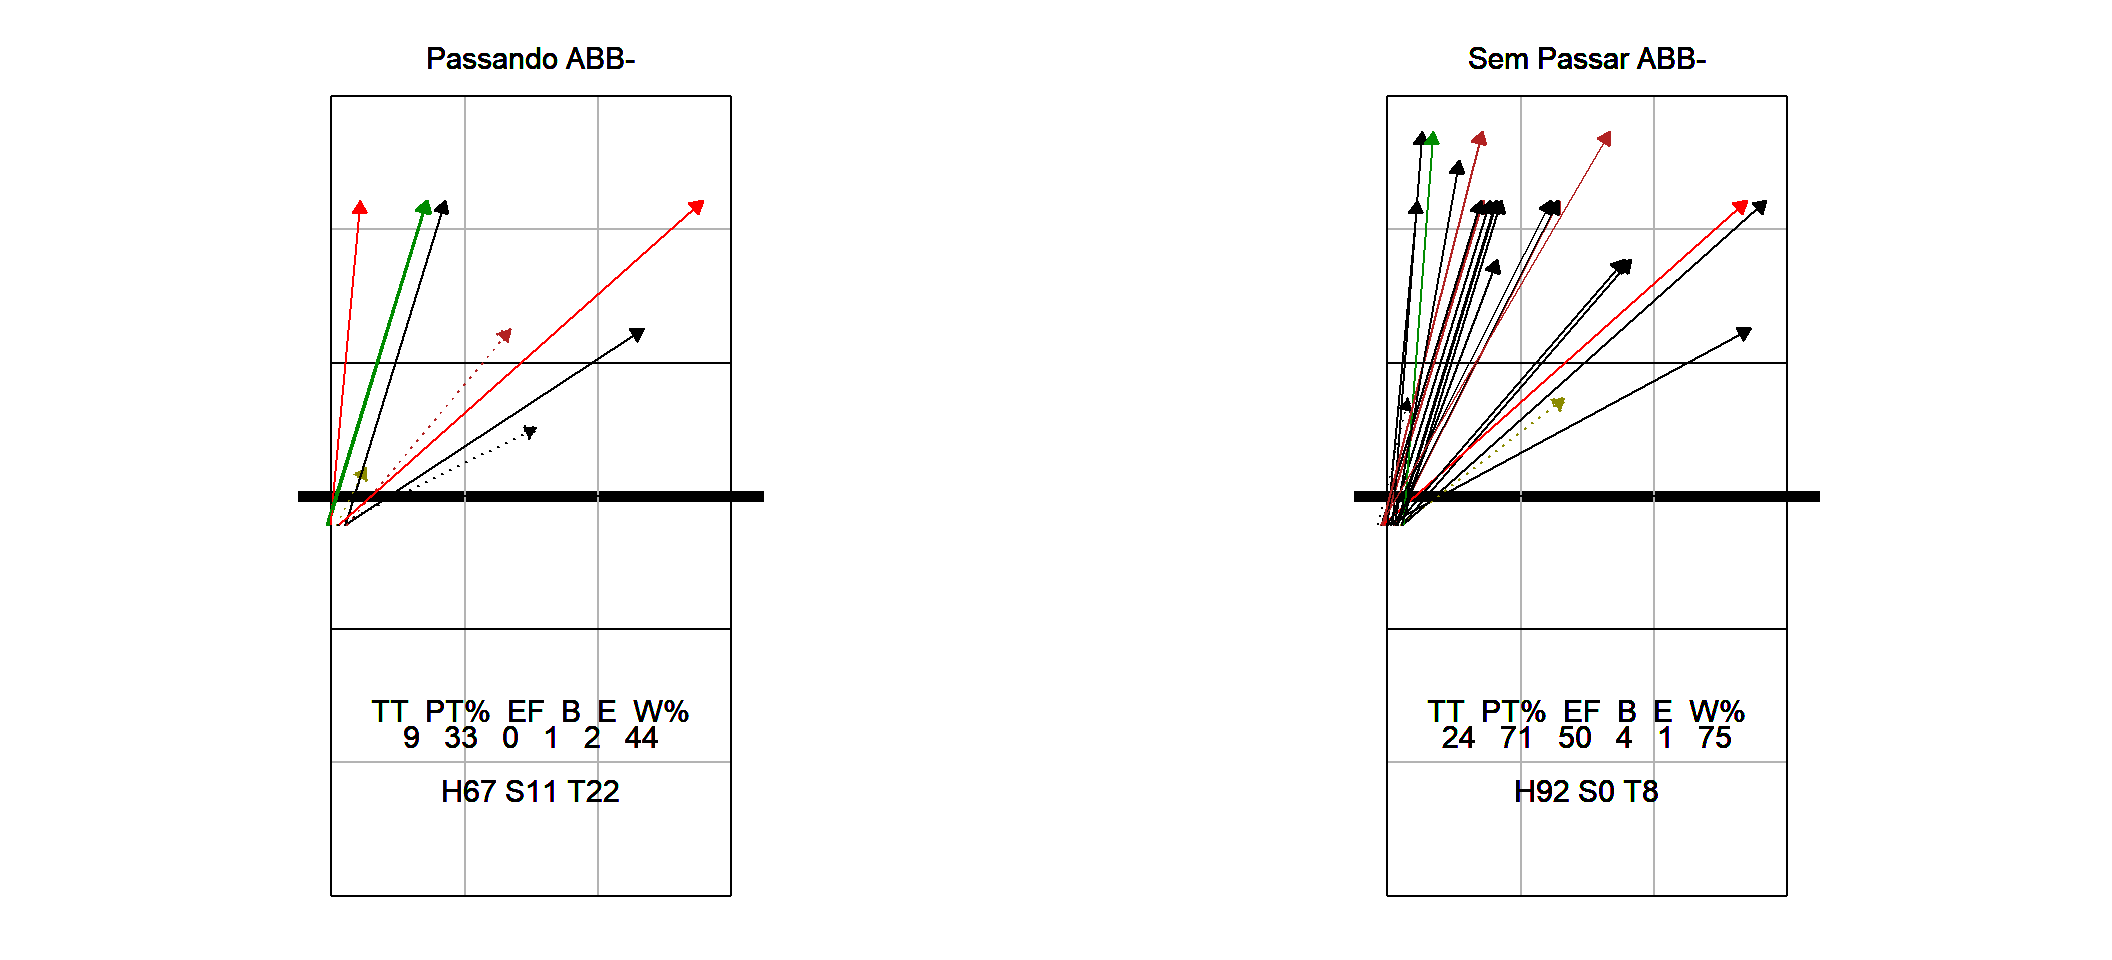 Passando ABB-
TT PT% EF B E W%
9 33 0 1 2 44
H67 S11 T22
Sem Passar ABB-
TT PT% EF B E W%
24 71 50 4 1 75
H92 S0 T8